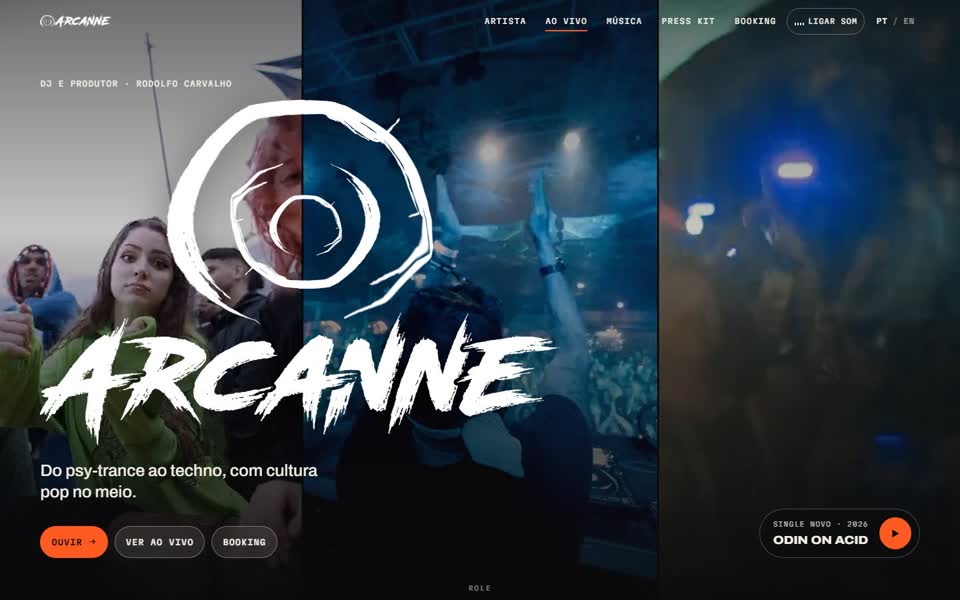 ARCANNE
ARTISTA
AO VIVO
MÚSICA
PRESS KIT
BOOKING
LIGAR SOM
PT / EN
DJ E PRODUTOR · RODOLFO CARVALHO
ARCANNE
Do psy-trance ao techno, com cultura
pop no meio.
OUVIR →
VER AO VIVO
BOOKING
SINGLE NOVO · 2026
ODIN ON ACID
ROLE